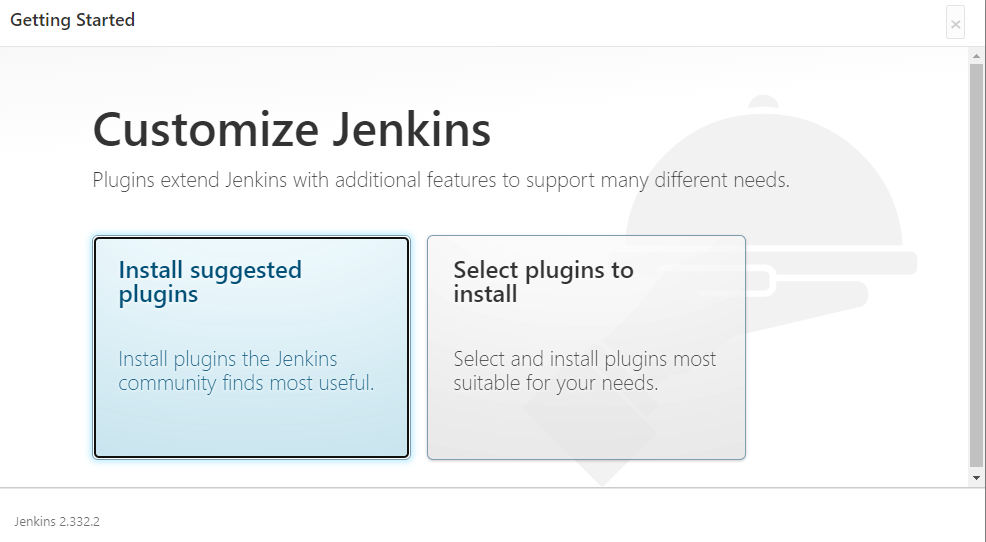 Getting Started
×
Customize Jenkins
Plugins extend Jenkins with additional features to support many different needs.
Install suggested
plugins
Install plugins the Jenkins
community finds most useful.
Select plugins to
install
Select and install plugins most
suitable for your needs.
Jenkins 2.332.2